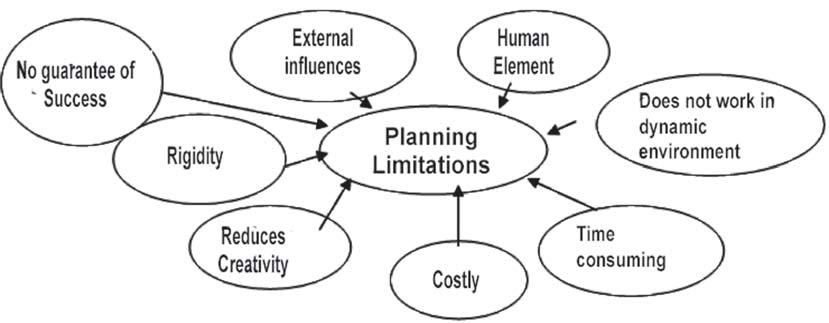 External
influences
Human
Element
No guarantee of
Success
Does not work in
dynamic
environment
Planning
Limitations
Rigidity
Reduces
Creativity
Costly
Time
consuming